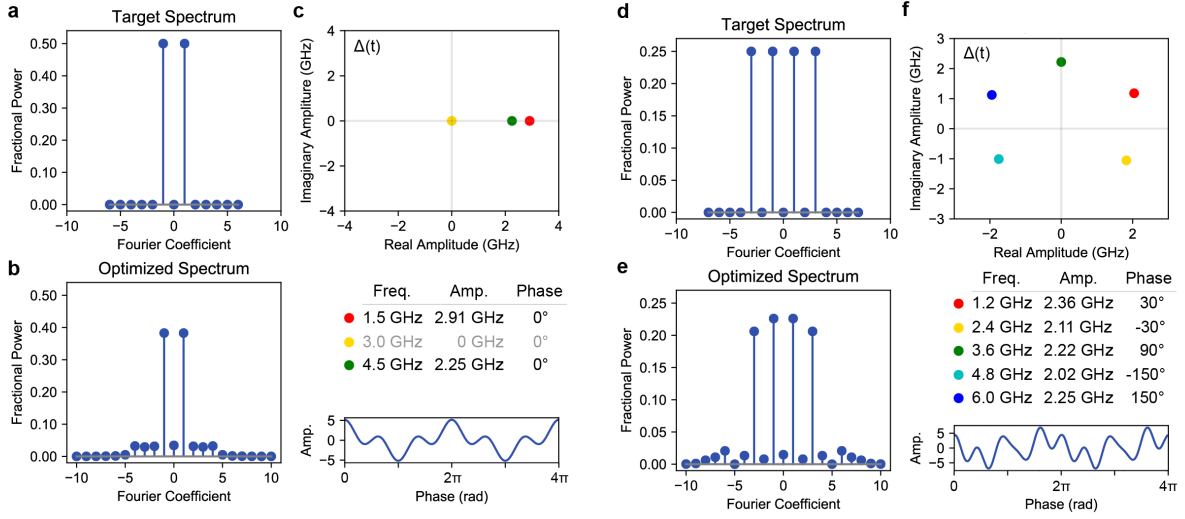 a
Target Spectrum
0.50
0.40
0.30
0.20
0.10
0.00
Fractional Power
−10
−5
0
5
10
Fourier Coefficient
c
4
2
0
−2
−4
Imaginary Ampliture (GHz)
Δ(t)
−4
−2
0
2
4
Real Amplitude (GHz)
b
Optimized Spectrum
0.50
0.40
0.30
0.20
0.10
0.00
Fractional Power
−10
−5
0
5
10
Fourier Coefficient
Freq. Amp. Phase
1.5 GHz 2.91 GHz 0°
3.0 GHz 0 GHz 0°
4.5 GHz 2.25 GHz 0°
5
0
−5
Amp.
0
2π
4π
Phase (rad)
d
Target Spectrum
0.25
0.20
0.15
0.10
0.05
0.00
Fractional Power
−10
−5
0
5
10
Fourier Coefficient
f
3
2
1
0
−1
−2
−3
Imaginary Ampliture (GHz)
Δ(t)
−2
0
2
Real Amplitude (GHz)
e
Optimized Spectrum
0.25
0.20
0.15
0.10
0.05
0.00
Fractional Power
−10
−5
0
5
10
Fourier Coefficient
Freq. Amp. Phase
1.2 GHz 2.36 GHz 30°
2.4 GHz 2.11 GHz -30°
3.6 GHz 2.22 GHz 90°
4.8 GHz 2.02 GHz -150°
6.0 GHz 2.25 GHz 150°
5
0
−5
Amp.
0
2π
4π
Phase (rad)